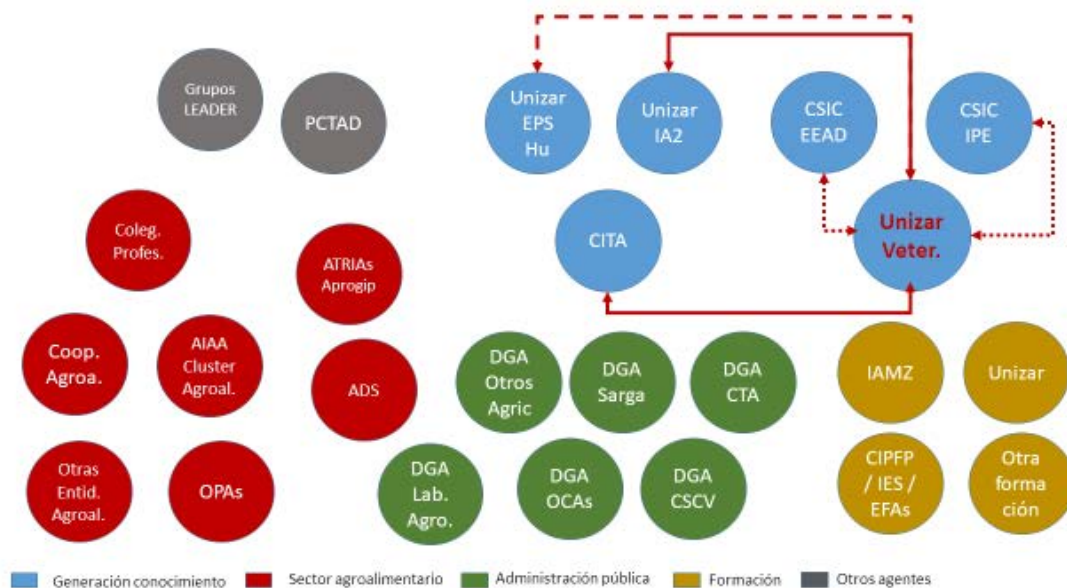 Grupos
LEADER
PCTAD
Unizar
EPS
Hu
Unizar
IA2
CSIC
EEAD
CSIC
IPE
Coleg.
Profes.
ATRIAs
Aprogip
CITA
Unizar
Veter.
Coop.
Agroa.
AIAA
Cluster
Agroal.
ADS
DGA
Otros
Agric
DGA
Sarga
DGA
CTA
IAMZ
Unizar
Otras
Entid.
Agroal.
OPAs
DGA
Lab.
Agro.
DGA
OCAs
DGA
CSCV
CIPFP
/ IES /
EFAs
Otra
forma
ción
Generación conocimiento
Sector agroalimentario
Administración pública
Formación
Otros agentes